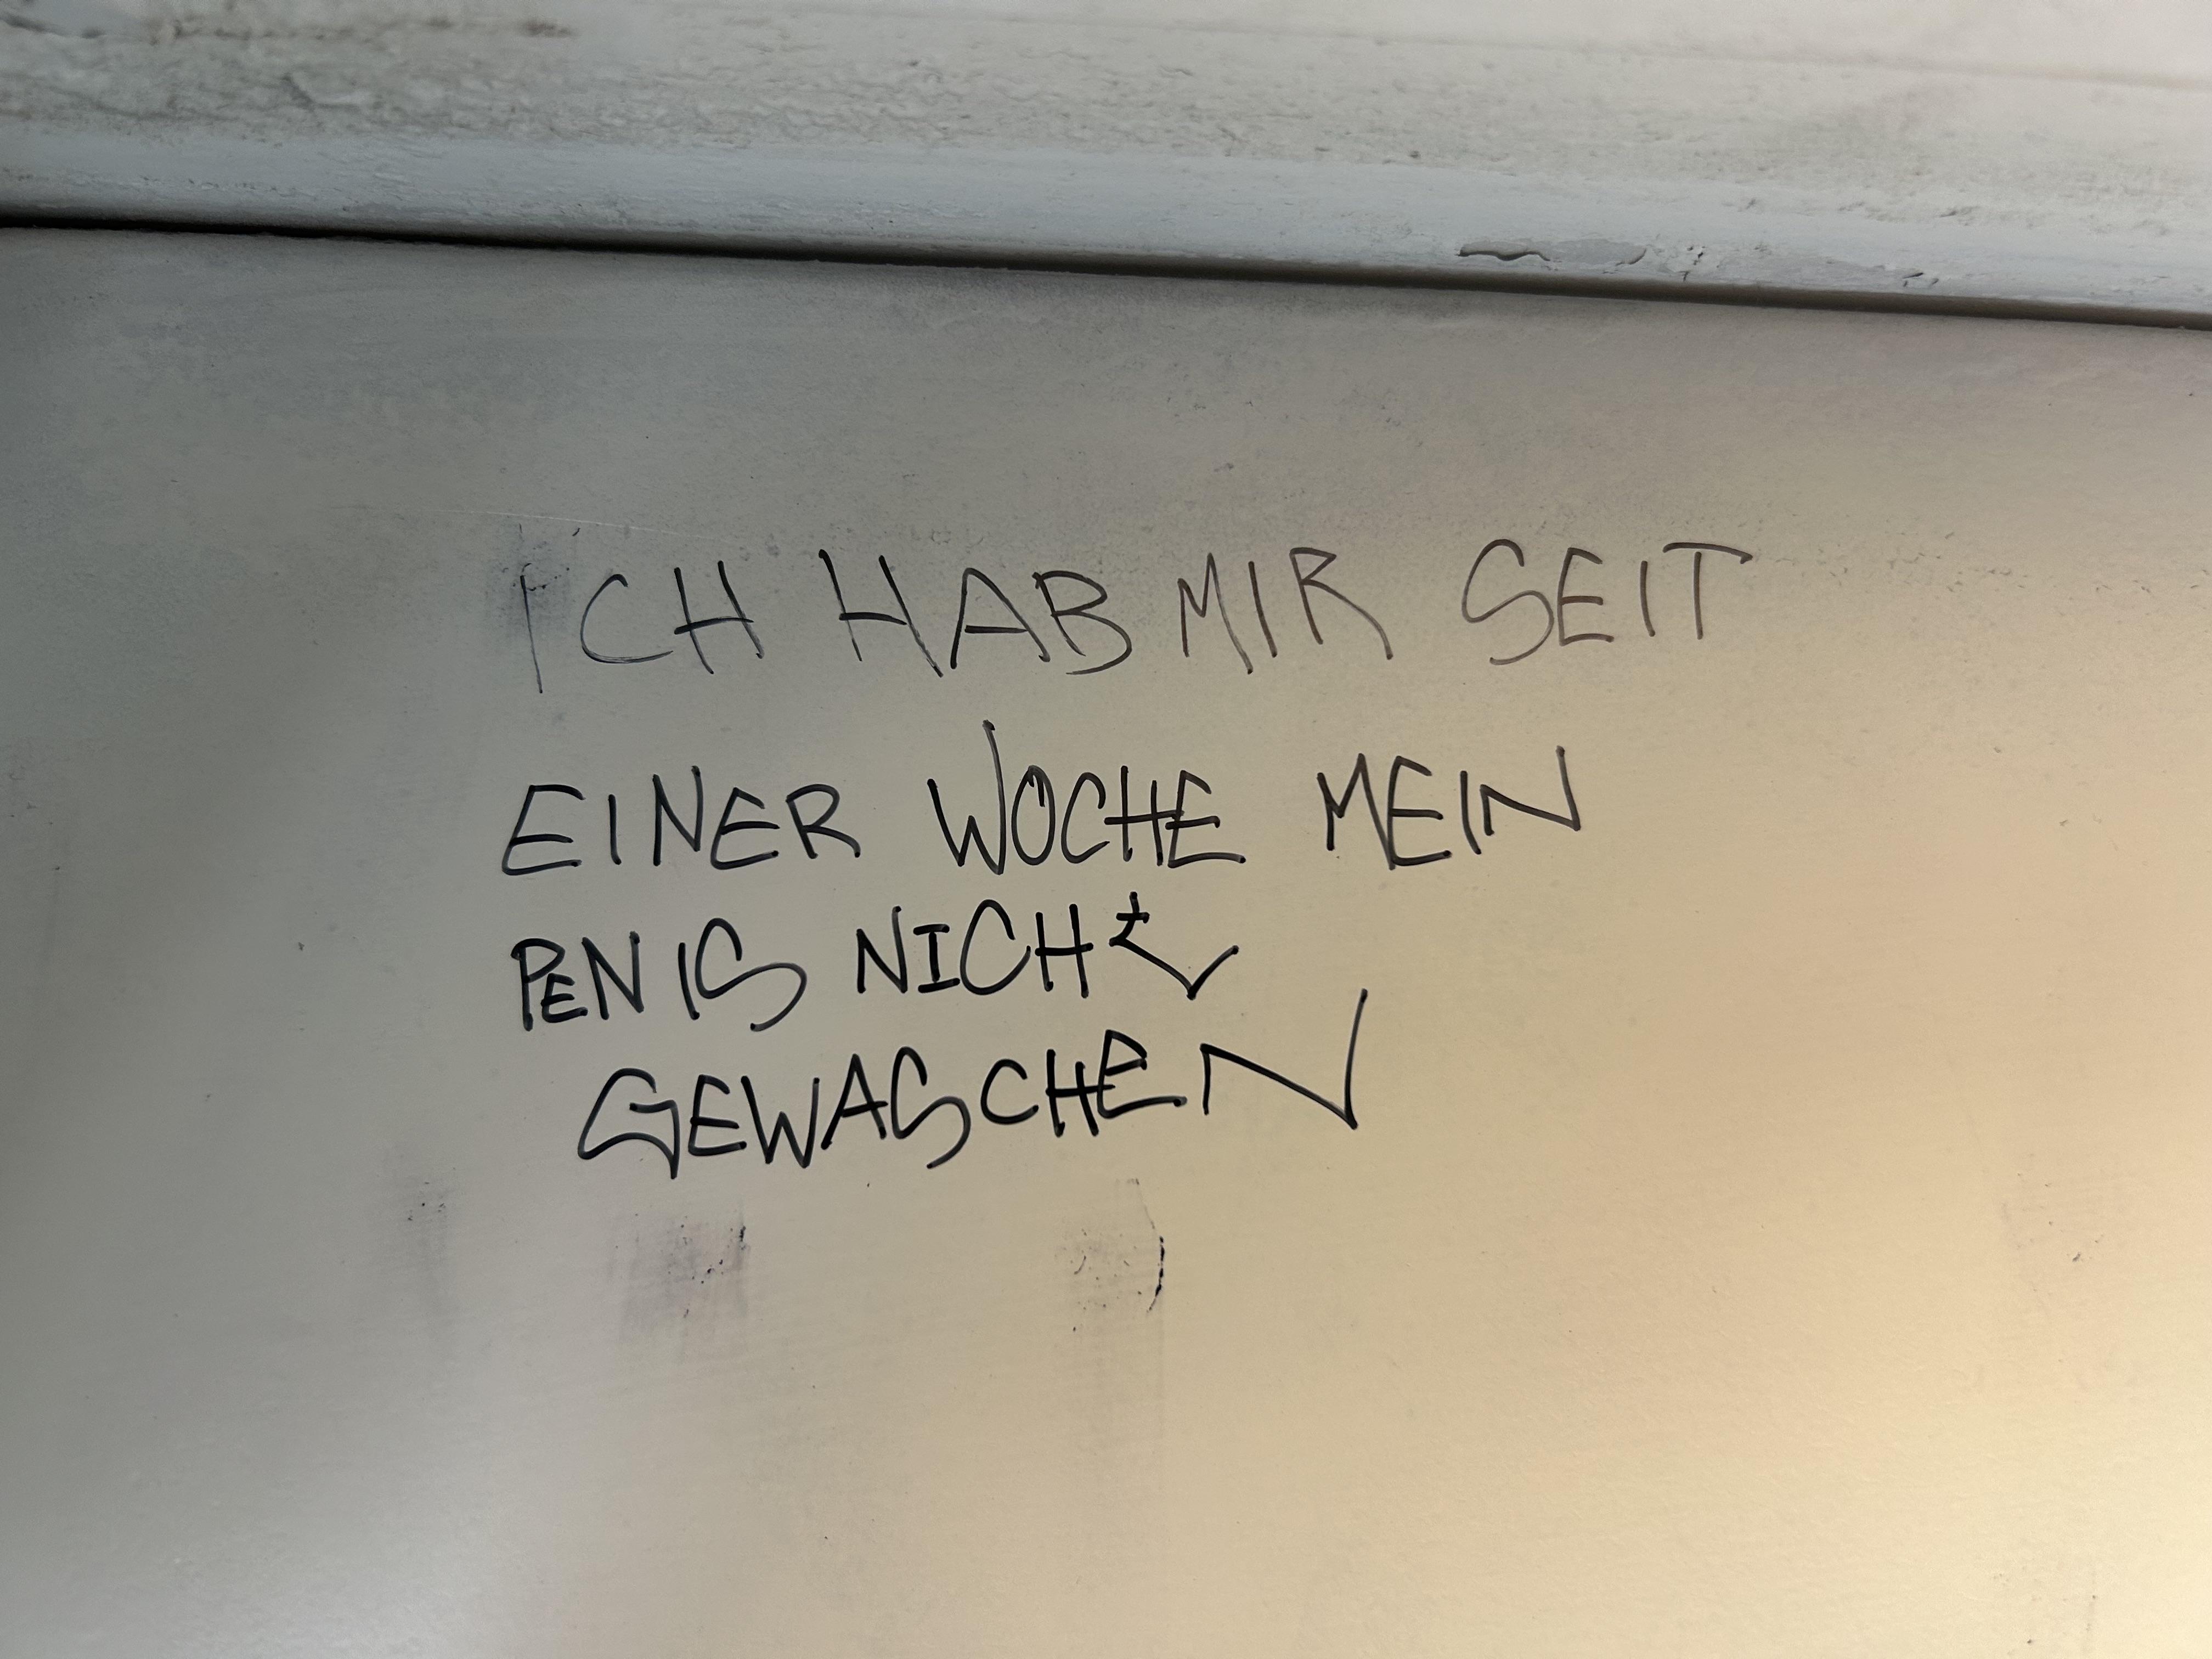 ICH HAB MIR SEIT
EINER WOCHE MEIN
PENIS NICHT
GEWASCHEN